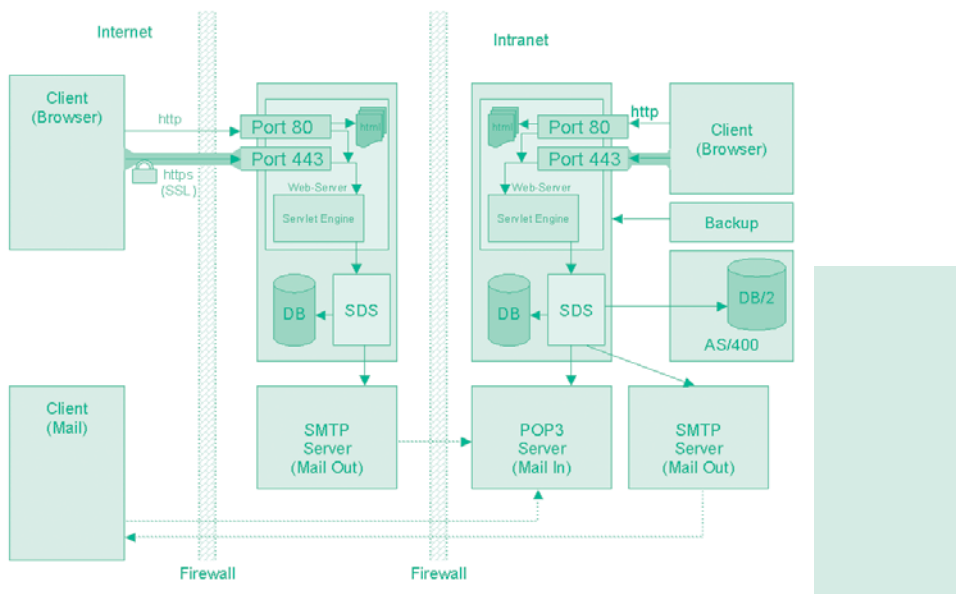 Internet
Intranet
Client
(Browser)
http
https
(SSL)
Port 80
Port 443
html
Web-Server
Servlet Engine
DB
SDS
html
Port 80
Port 443
Web-Server
Servlet Engine
DB
SDS
http
Client
(Browser)
Backup
DB/2
AS/400
Client
(Mail)
SMTP
Server
(Mail Out)
POP3
Server
(Mail In)
SMTP
Server
(Mail Out)
Firewall
Firewall